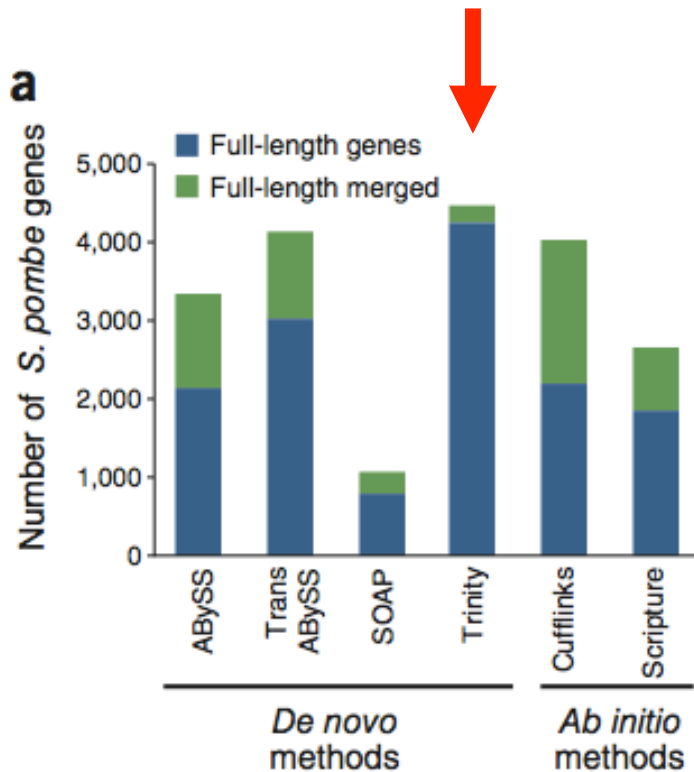 a
Full-length genes
Full-length merged
Number of S. pombe genes
5,000
4,000
3,000
2,000
1,000
0
ABySS
Trans
ABySS
SOAP
Trinity
Cufflinks
Scripture
De novo
methods
Ab initio
methods